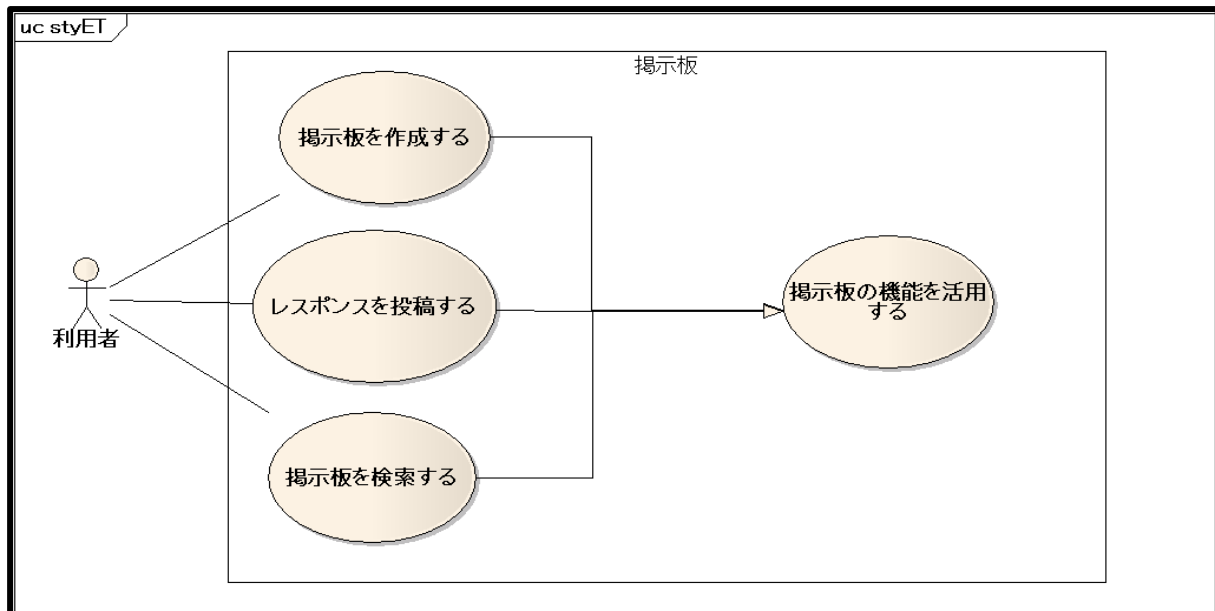 uc styET
掲示板
掲示板を作成する
レスポンスを投稿する
掲示板の機能を活用
する
利用者
掲示板を検索する